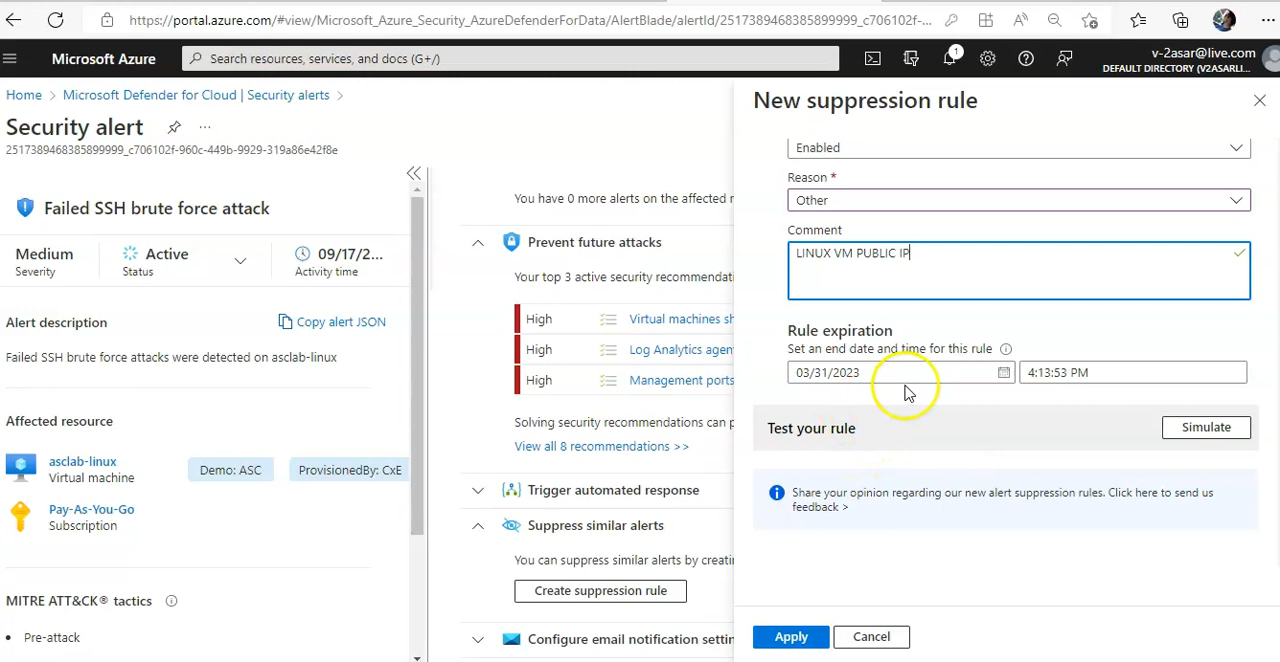 https://portal.azure.com/#view/Microsoft_Azure_Security_AzureDefenderForData/AlertBlade/alertId/2517389468385899999_c706102f-...
Microsoft Azure
Search resources, services, and docs (G+/)
1
v-2asar@live.com
DEFAULT DIRECTORY (V2ASARLI...
Home > Microsoft Defender for Cloud | Security alerts >
Security alert
...
2517389468385899999_c706102f-960c-449b-9929-319a86e42f8e
Failed SSH brute force attack
Medium
Severity
Active
Status
09/17/2...
Activity time
Alert description
Copy alert JSON
Failed SSH brute force attacks were detected on asclab-linux
Affected resource
asclab-linux
Virtual machine
Demo: ASC
ProvisionedBy: CxE
Pay-As-You-Go
Subscription
MITRE ATT&CK® tactics
• Pre-attack
You have 0 more alerts on the affected r
Prevent future attacks
Your top 3 active security recommendati
High
Virtual machines sh
High
Log Analytics agen
High
Management ports
Solving security recommendations can p
View all 8 recommendations >>
Trigger automated response
Suppress similar alerts
You can suppress similar alerts by creatin
Create suppression rule
Configure email notification settin
New suppression rule
Enabled
Reason *
Other
Comment
LINUX VM PUBLIC IP
Rule expiration
Set an end date and time for this rule
03/31/2023
4:13:53 PM
Test your rule
Simulate
Share your opinion regarding our new alert suppression rules. Click here to send us
feedback >
Apply
Cancel